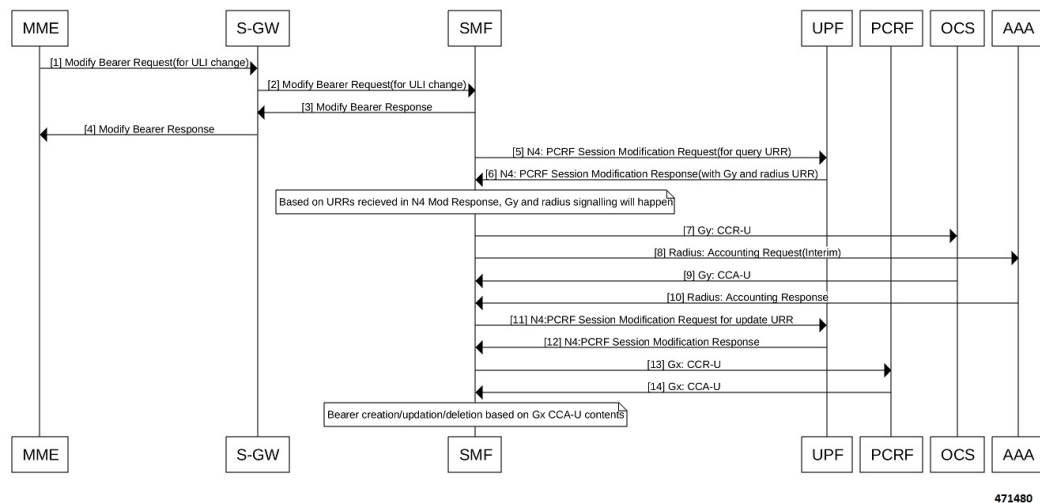 MME S-GW SMF UPF PCRF OCS AAA
[1] Modify Bearer Request(for ULI change)
[2] Modify Bearer Request(for ULI change)
[3] Modify Bearer Response
[4] Modify Bearer Response
[5] N4: PCRF Session Modification Request(for query URR)
[6] N4: PCRF Session Modification Response(with Gy and radius URR)
Based on URRs recieved in N4 Mod Response, Gy and radius signalling will happen
[7] Gy: CCR-U
[8] Radius: Accounting Request(Interim)
[9] Gy: CCA-U
[10] Radius: Accounting Response
[11] N4:PCRF Session Modification Request for update URR
[12] N4:PCRF Session Modification Response
[13] Gx: CCR-U
[14] Gx: CCA-U
Bearer creation/updation/deletion based on Gx CCA-U contents
MME S-GW SMF UPF PCRF OCS AAA
471480